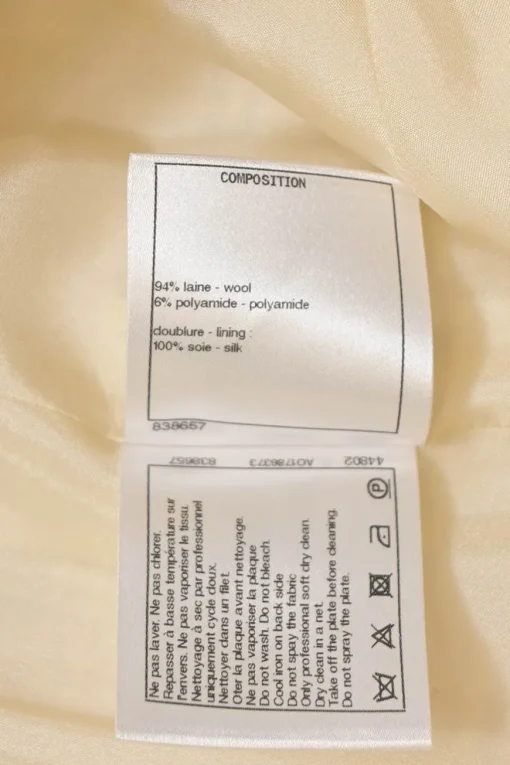 COMPOSITION
94% laine - wool
6% polyamide - polyamide
doublure - lining :
100% soie - silk
838657
44802 A01786373 838657
Ne pas laver. Ne pas chlorer.
Repasser à basse température sur
l'envers. Ne pas vaporiser le tissu.
Nettoyage à sec par professionnel
uniquement cycle doux.
Nettoyer dans un filet.
Oter la plaque avant nettoyage.
Ne pas vaporiser la plaque
Do not wash. Do not bleach.
Cool iron on back side
Do not spay the fabric
Only professional soft dry clean.
Dry clean in a net.
Take off the plate before cleaning.
Do not spray the plate.
P